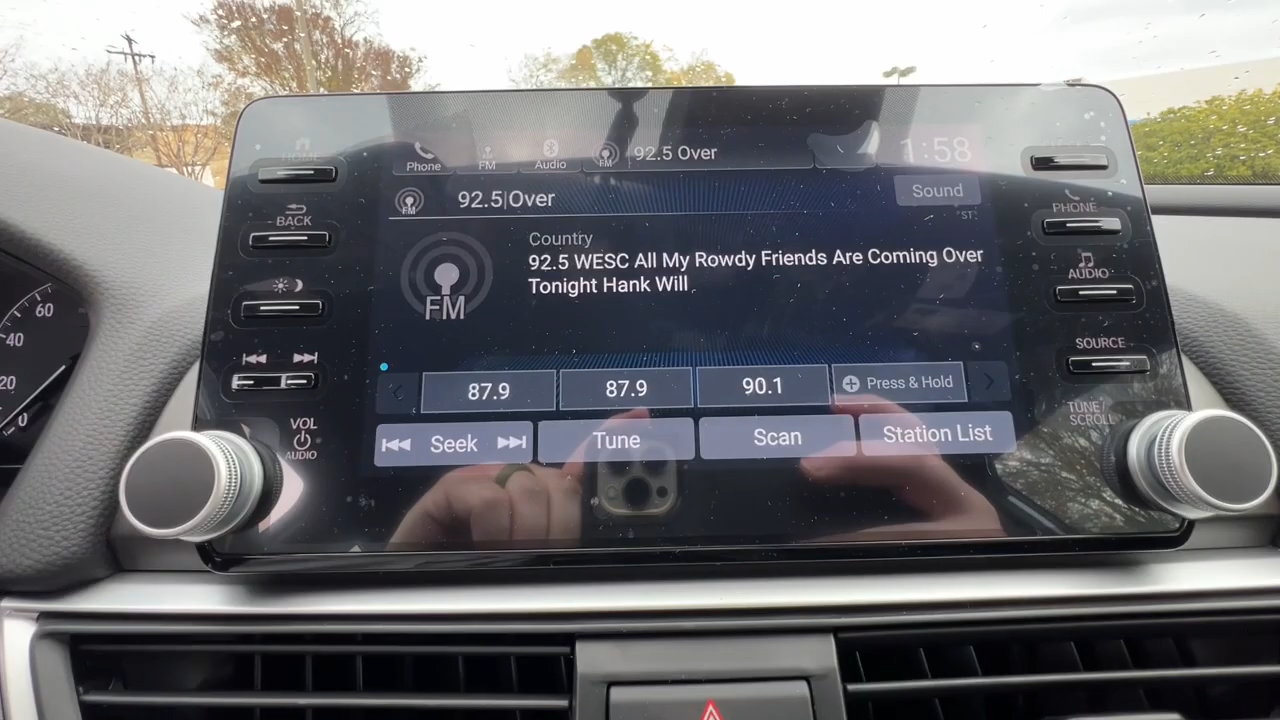 HOME
Phone
FM
Audio
FM
92.5 Over
1:58
FM
92.5|Over
Sound
ST
BACK
PHONE
Country
92.5 WESC All My Rowdy Friends Are Coming Over
Tonight Hank Will
FM
AUDIO
SOURCE
60
40
20
0
87.9
87.9
90.1
Press & Hold
Seek
Tune
Scan
Station List
VOL
AUDIO
TUNE/
SCROLL